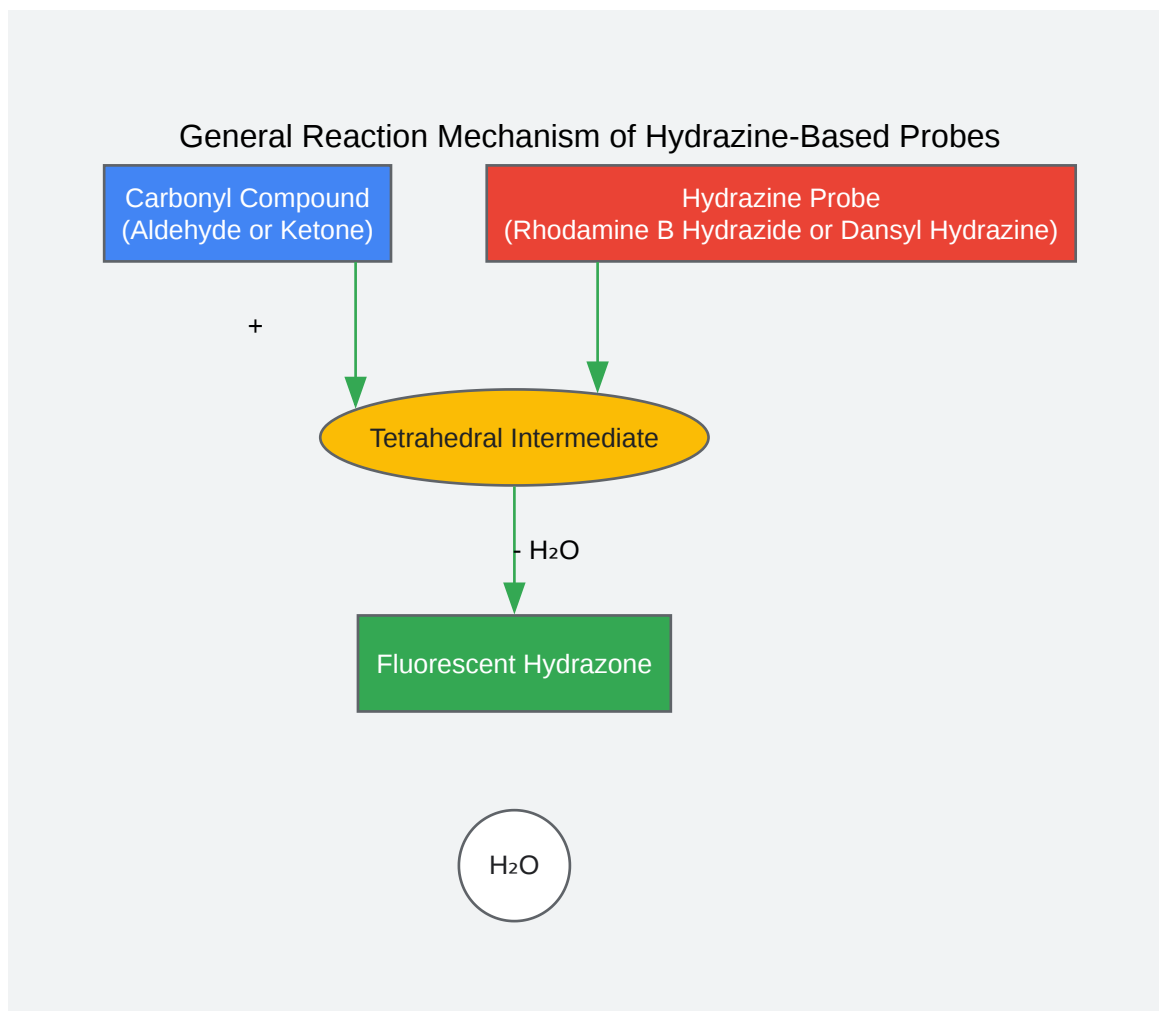 General Reaction Mechanism of Hydrazine-Based Probes
Carbonyl Compound
(Aldehyde or Ketone)
Hydrazine Probe
(Rhodamine B Hydrazide or Dansyl Hydrazine)
+
Tetrahedral Intermediate
- H₂O
Fluorescent Hydrazone
H₂O